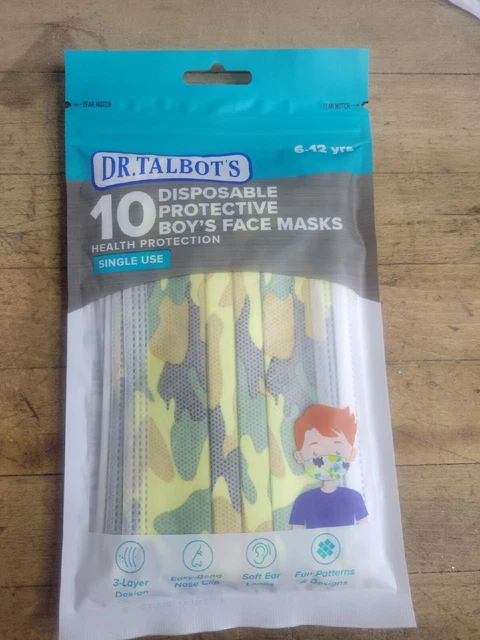 TEAR NOTCH
TEAR NOTCH
6-12 yrs
DR.TALBOT'S
10 DISPOSABLE
PROTECTIVE
BOY'S FACE MASKS
HEALTH PROTECTION
SINGLE USE
3-Layer
Design
Easy-Bend
Nose Clip
Soft Ear
Loops
Fun Patterns
& Designs